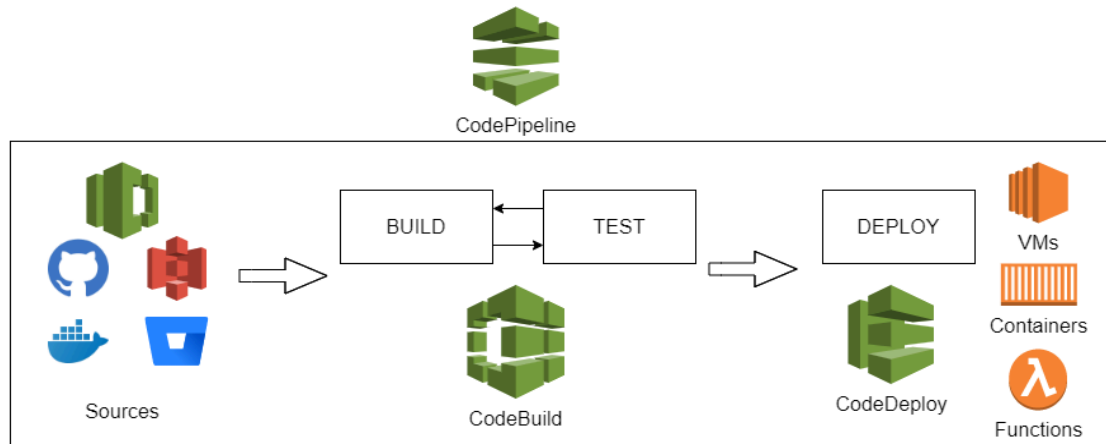 CodePipeline
BUILD
TEST
DEPLOY
VMs
Containers
Sources
CodeBuild
CodeDeploy
Functions